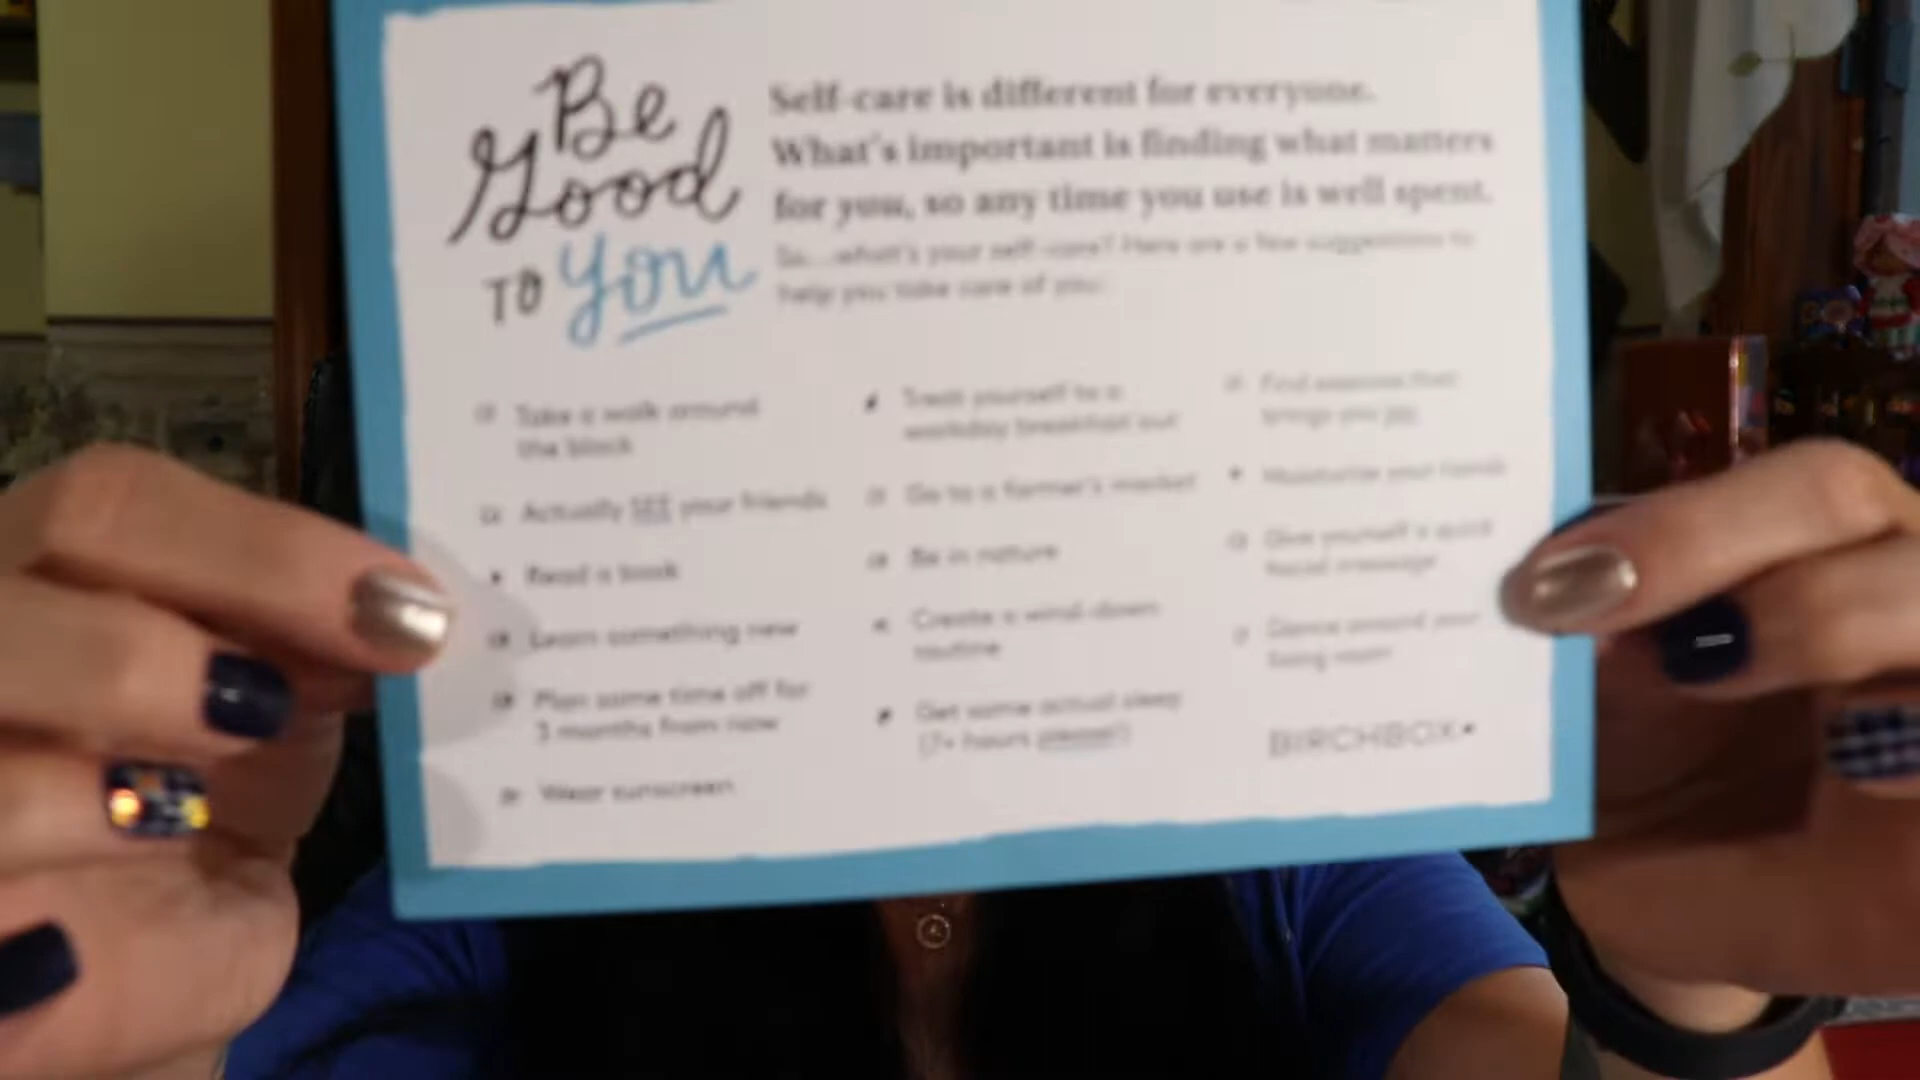 Be
Good
TO you
Self-care is different for everyone.
What's important is finding what matters
for you, so any time you use is well spent.
So...what's your self-care? Here are a few suggestions to
help you take care of you:
Take a walk around
the block
Actually SEE your friends
Read a book
Learn something new
Plan some time off for
3 months from now
Wear sunscreen
Treat yourself to a
workday breakfast out
Go to a farmer's market
Be in nature
Create a wind-down
routine
Get some actual sleep
(7+ hours please!)
Find exercise that
brings you joy
Moisturize your hands
Give yourself a quick
facial massage
Dance around your
living room
BIRCHBOX